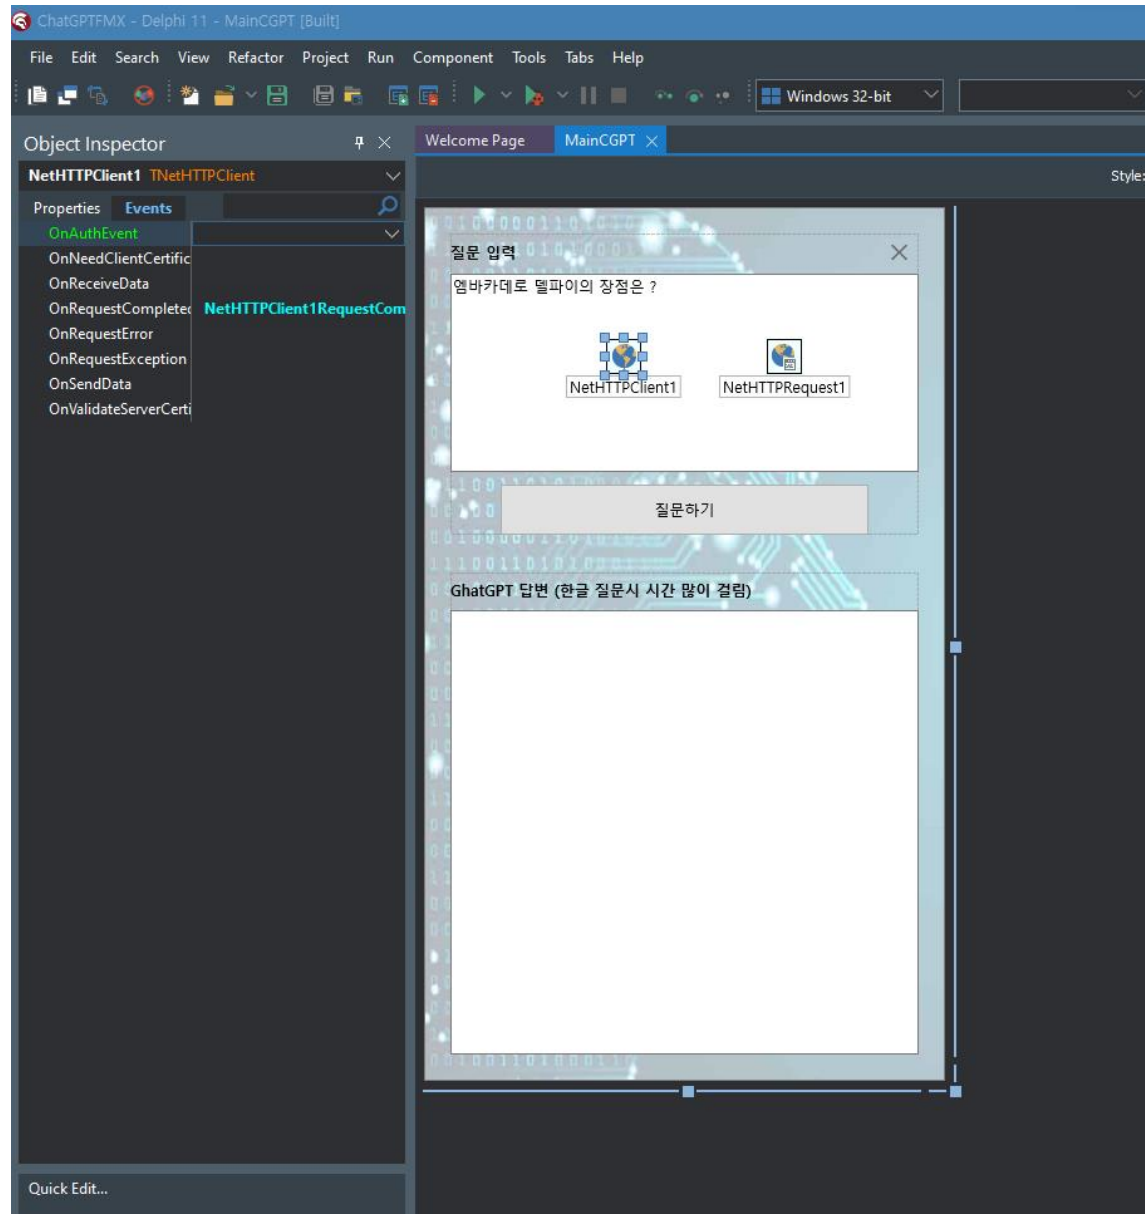 ChatGPTFMX - Delphi 11 - MainCGPT [Built]
File Edit Search View Refactor Project Run Component Tools Tabs Help
Windows 32-bit
Object Inspector
Welcome Page MainCGPT
NetHTTPClient1 TNetHTTPClient
Style:
Properties Events
OnAuthEvent
OnNeedClientCertific
OnReceiveData
OnRequestCompletec NetHTTPClient1RequestCom
OnRequestError
OnRequestException
OnSendData
OnValidateServerCerti
질문 입력
엠바카데로 델파이의 장점은 ?
NetHTTPClient1 NetHTTPRequest1
질문하기
GhatGPT 답변 (한글 질문시 시간 많이 걸림)
Quick Edit...